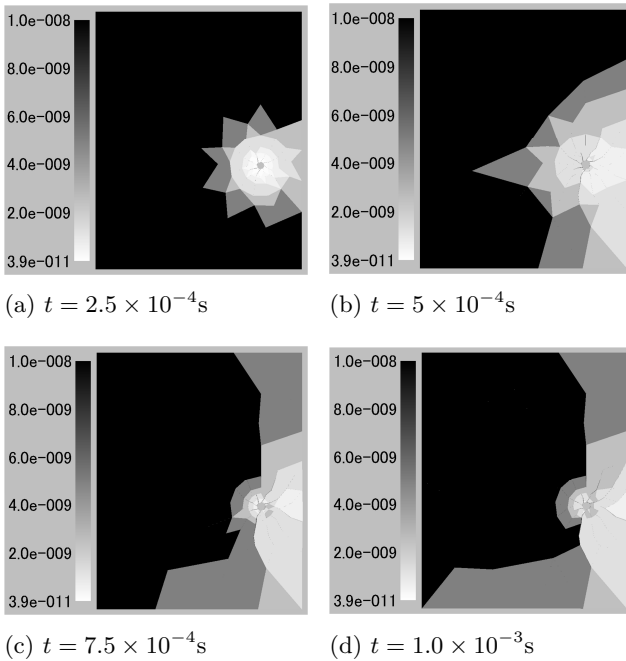 1.0e-008
8.0e-009
6.0e-009
4.0e-009
2.0e-009
3.9e-011
(a) t = 2.5 × 10⁻⁴s
1.0e-008
8.0e-009
6.0e-009
4.0e-009
2.0e-009
3.9e-011
(b) t = 5 × 10⁻⁴s
1.0e-008
8.0e-009
6.0e-009
4.0e-009
2.0e-009
3.9e-011
(c) t = 7.5 × 10⁻⁴s
1.0e-008
8.0e-009
6.0e-009
4.0e-009
2.0e-009
3.9e-011
(d) t = 1.0 × 10⁻³s